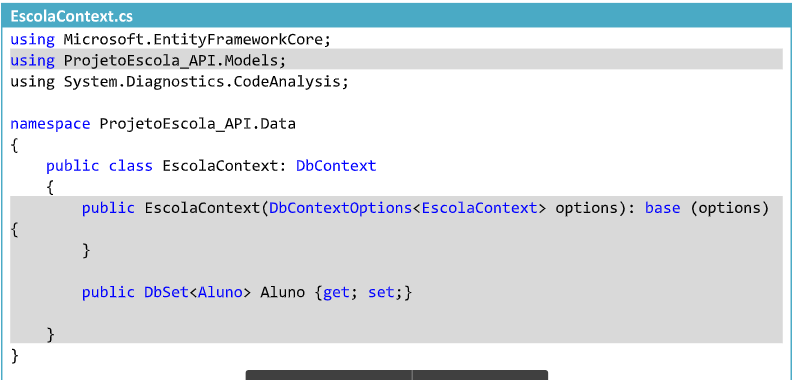 EscolaContext.cs
using Microsoft.EntityFrameworkCore;
using ProjetoEscola_API.Models;
using System.Diagnostics.CodeAnalysis;
namespace ProjetoEscola_API.Data
{
    public class EscolaContext: DbContext
    {
        public EscolaContext(DbContextOptions<EscolaContext> options): base (options)
{
        }
        public DbSet<Aluno> Aluno {get; set;}
    }
}